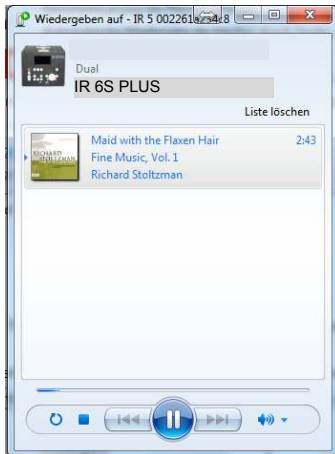 Wiedergeben auf - IR 5 002261
Dual
IR 6S PLUS
Liste löschen
Maid with the Flaxen Hair 2:43
Fine Music, Vol. 1
Richard Stoltzman
RICHARD
STOLTZMAN